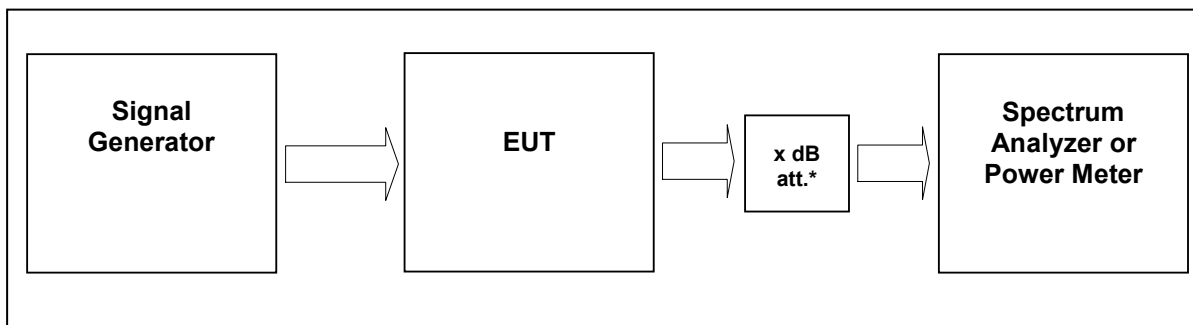 Signal
Generator
EUT
x dB
att.*
Spectrum
Analyzer or
Power Meter